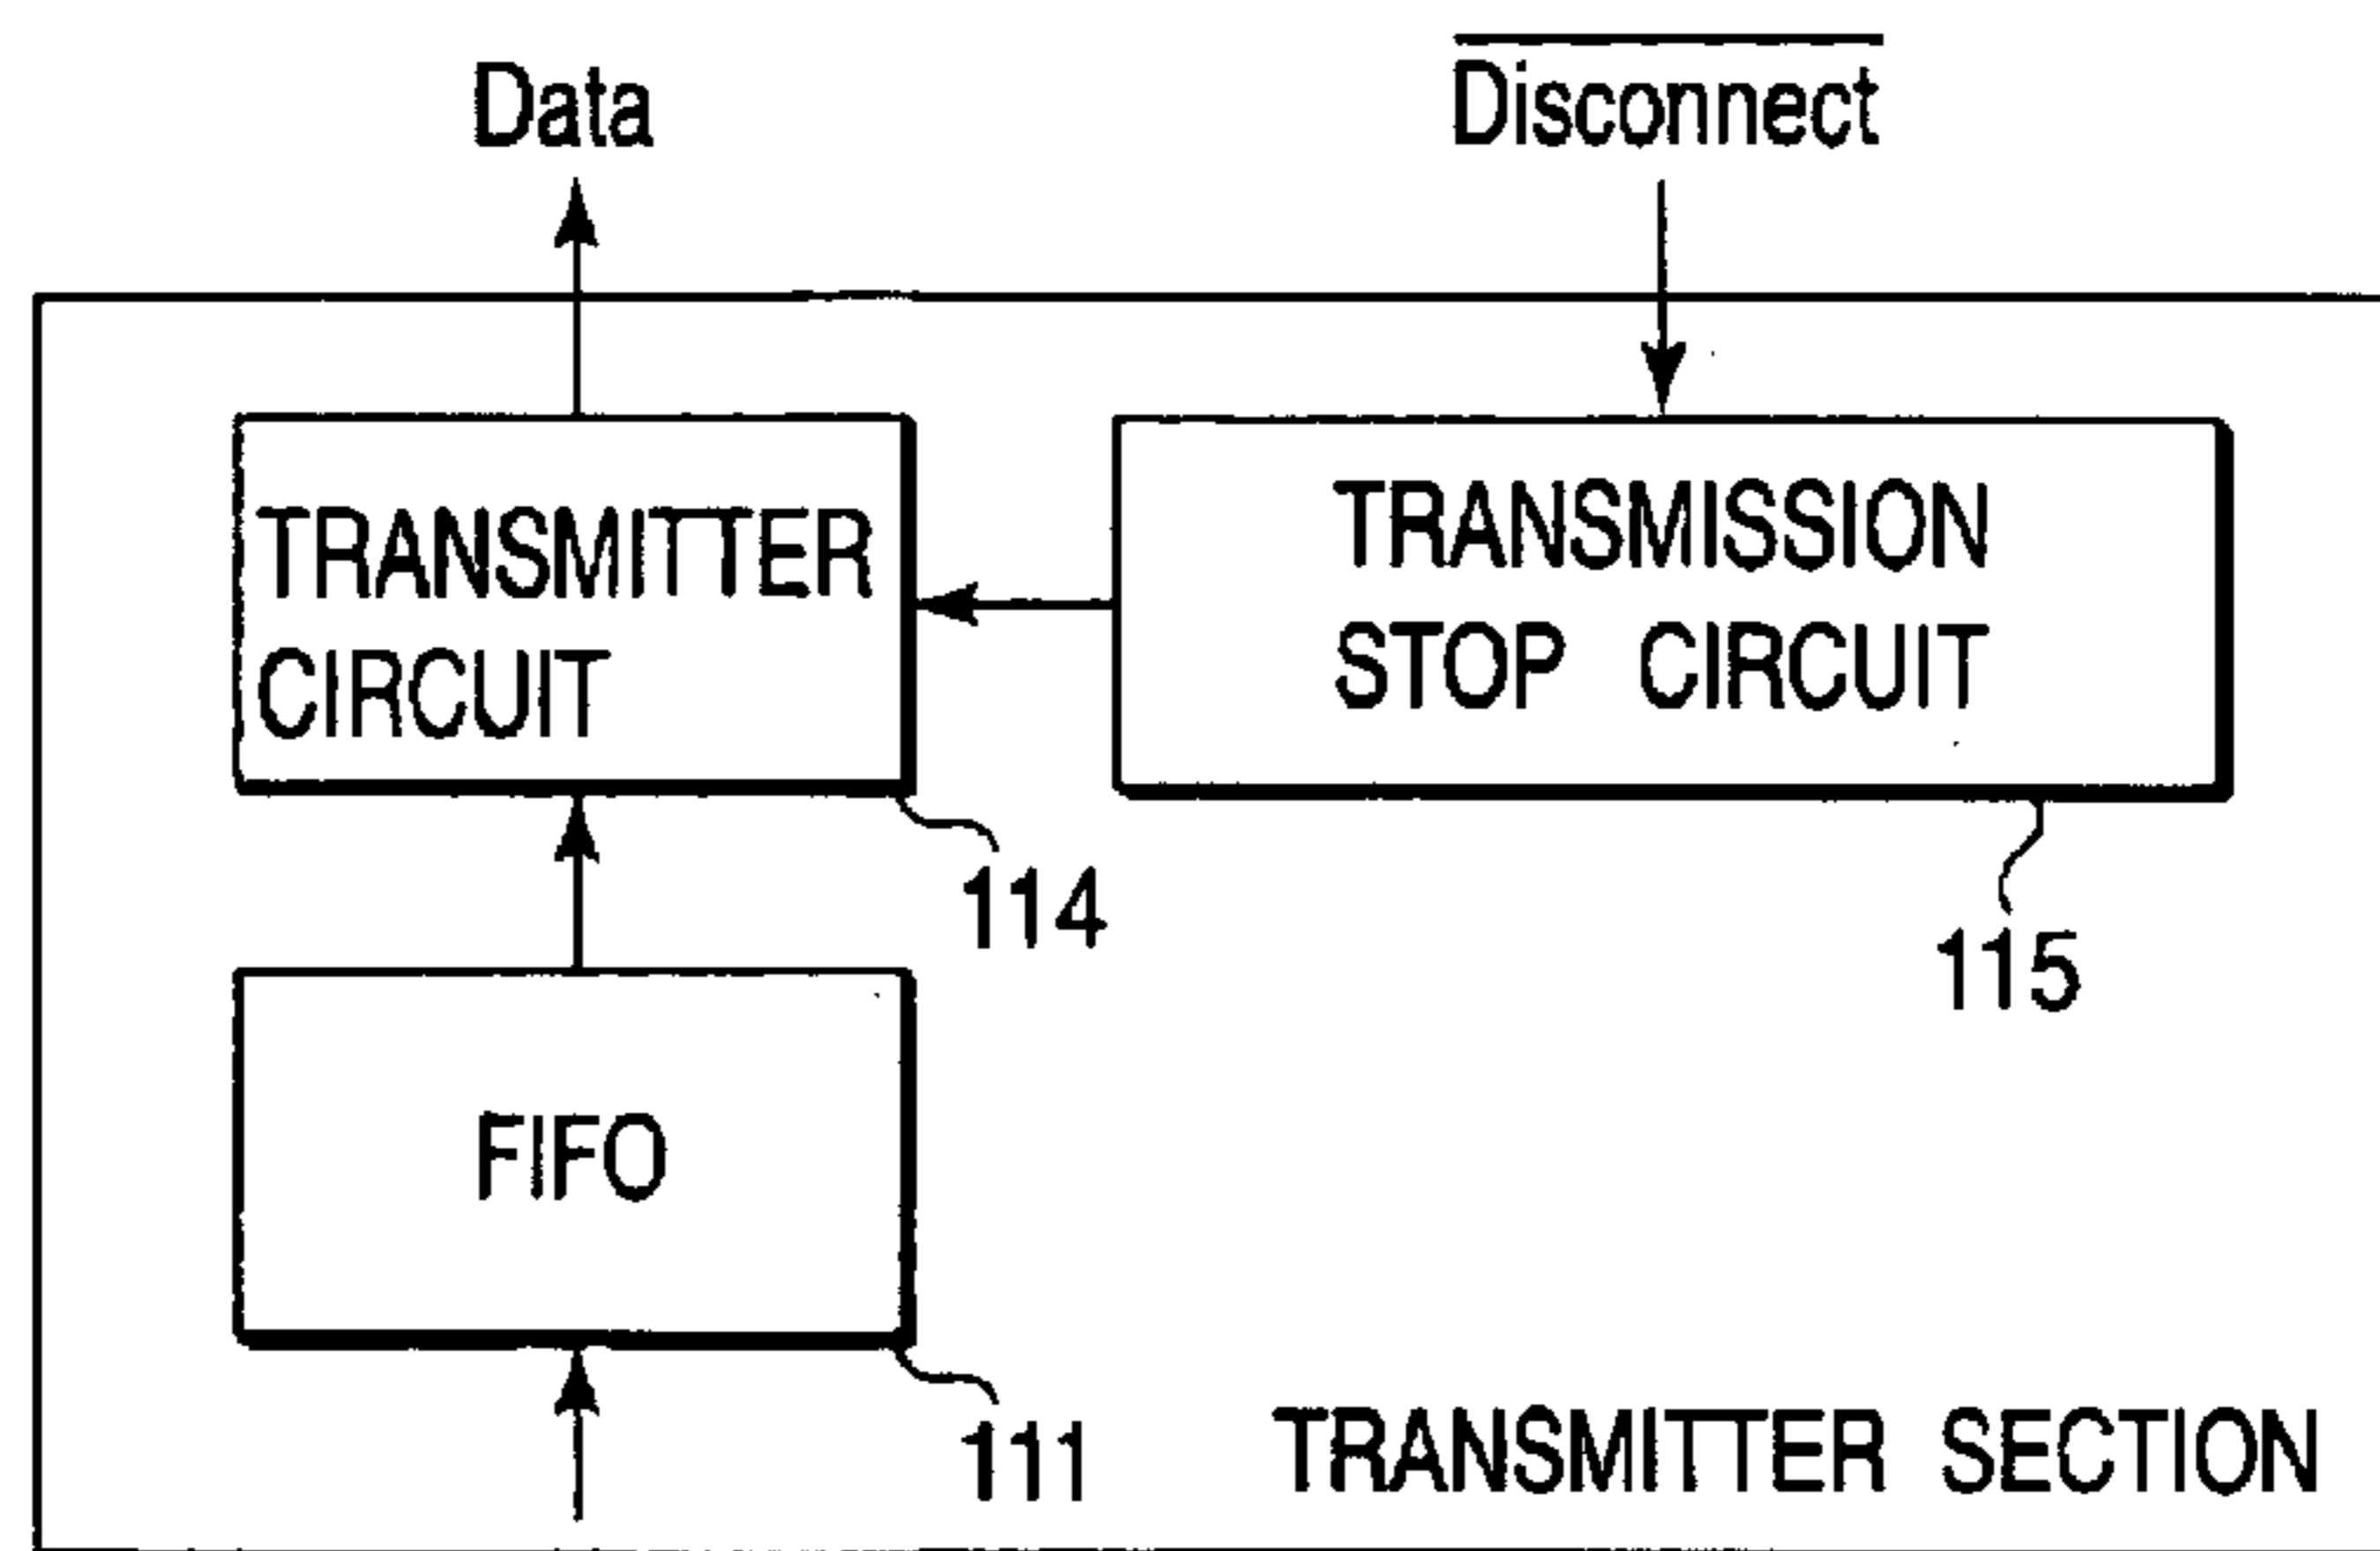 Data
Disconnect
TRANSMITTER
CIRCUIT
TRANSMISSION
STOP CIRCUIT
114
115
FIFO
111
TRANSMITTER SECTION